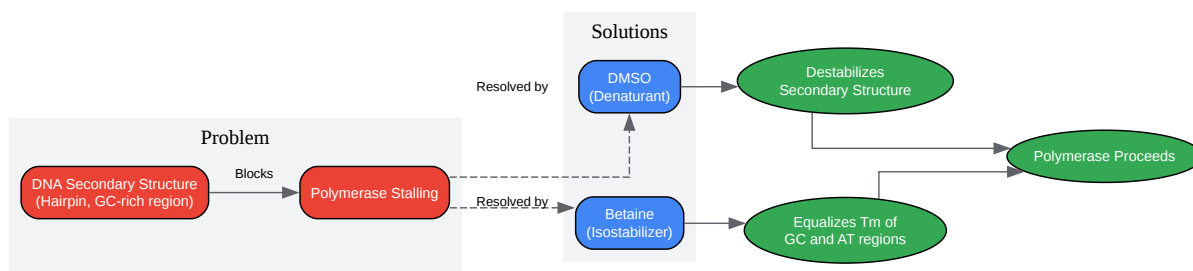 Problem
DNA Secondary Structure
(Hairpin, GC-rich region)
Blocks
Polymerase Stalling
Resolved by
Resolved by
Solutions
DMSO
(Denaturant)
Betaine
(Isostabilizer)
Destabilizes
Secondary Structure
Equalizes Tm of
GC and AT regions
Polymerase Proceeds